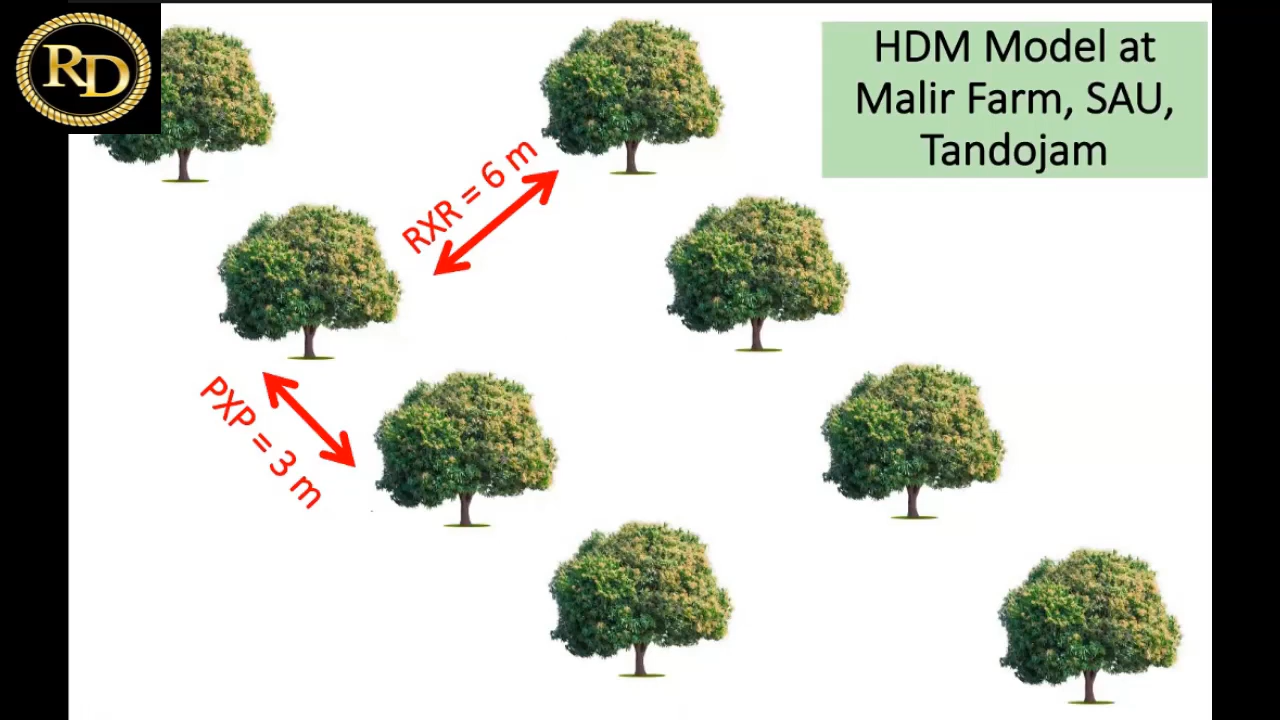 RD
HDM Model at
Malir Farm, SAU,
Tandojam
RXR = 6 m
PXP = 3 m